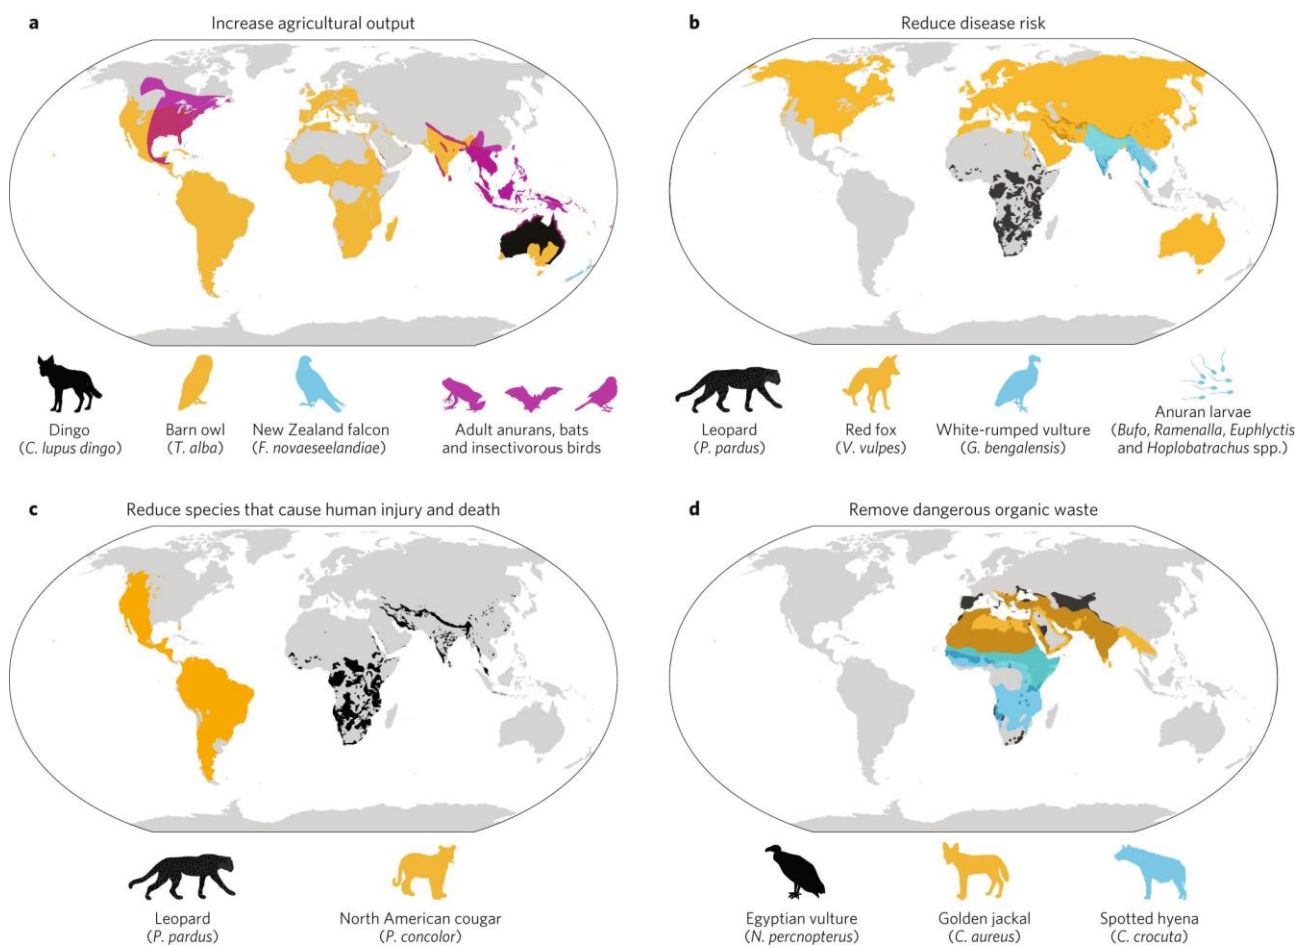 a
Increase agricultural output
Dingo
(C. lupus dingo)
Barn owl
(T. alba)
New Zealand falcon
(F. novaeseelandiae)
Adult anurans, bats
and insectivorous birds
b
Reduce disease risk
Leopard
(P. pardus)
Red fox
(V. vulpes)
White-rumped vulture
(G. bengalensis)
Anuran larvae
(Bufo, Ramenalla, Euphlyctis
and Hoplobatrachus spp.)
c
Reduce species that cause human injury and death
Leopard
(P. pardus)
North American cougar
(P. concolor)
d
Remove dangerous organic waste
Egyptian vulture
(N. percnopterus)
Golden jackal
(C. aureus)
Spotted hyena
(C. crocuta)